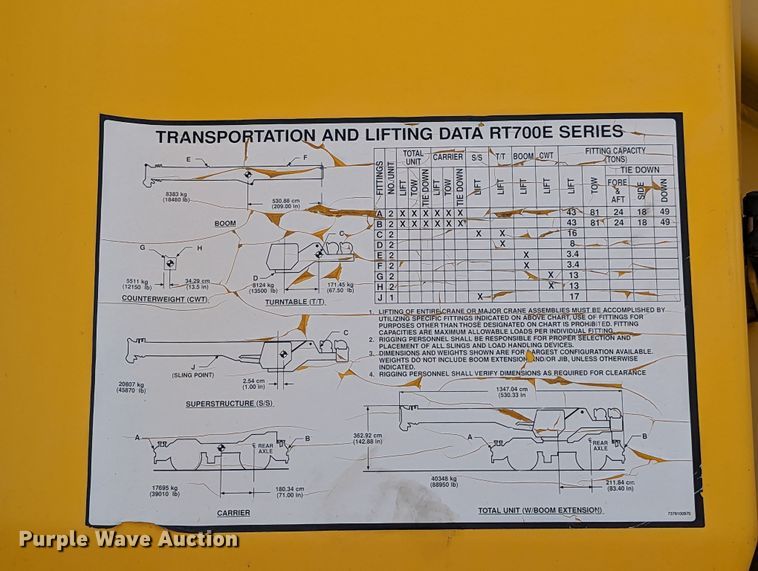 TRANSPORTATION AND LIFTING DATA RT700E SERIES
E F
8383 kg
(18480 lb)
530.86 cm
(209.00 in)
BOOM
G H
5511 kg
(12150 lb)
34.29 cm
(13.5 in)
COUNTERWEIGHT (CWT)
C
D
6124 kg
(13500 lb)
171.45 cm
(67.50 in)
TURNTABLE (T/T)
FITTINGS NO. UNIT TOTAL UNIT CARRIER S/S T/T BOOM CWT FITTING CAPACITY (TONS)
TIE DOWN
LIFT TOW TIE DOWN LIFT TOW TIE DOWN LIFT LIFT LIFT LIFT LIFT TOW FORE & AFT SIDE DOWN
A 2 X X X X X X 43 81 24 18 49
B 2 X X X X X X 43 81 24 18 49
C 2 X X 16
D 2 X 8
E 2 X 3.4
F 2 X 3.4
G 2 X 13
H 2 X 13
J 1 X 17
1. LIFTING OF ENTIRE CRANE OR MAJOR CRANE ASSEMBLIES MUST BE ACCOMPLISHED BY
UTILIZING SPECIFIC FITTINGS INDICATED ON ABOVE CHART. USE OF FITTINGS FOR
PURPOSES OTHER THAN THOSE DESIGNATED ON CHART IS PROHIBITED. FITTING
CAPACITIES ARE MAXIMUM ALLOWABLE LOADS PER INDIVIDUAL FITTING.
2. RIGGING PERSONNEL SHALL BE RESPONSIBLE FOR PROPER SELECTION AND
PLACEMENT OF ALL SLINGS AND LOAD HANDLING DEVICES.
3. DIMENSIONS AND WEIGHTS SHOWN ARE FOR LARGEST CONFIGURATION AVAILABLE.
WEIGHTS DO NOT INCLUDE BOOM EXTENSION AND/OR JIB, UNLESS OTHERWISE
INDICATED.
4. RIGGING PERSONNEL SHALL VERIFY DIMENSIONS AS REQUIRED FOR CLEARANCE
C
J
(SLING POINT)
20807 kg
(45870 lb)
2.54 cm
(1.00 in)
SUPERSTRUCTURE (S/S)
A B
℄ REAR
AXLE
17695 kg
(39010 lb)
180.34 cm
(71.00 in)
CARRIER
1347.04 cm
(530.33 in
362.92 cm
(142.88 in)
A B
℄ REAR
AXLE
40348 kg
(88950 lb)
211.84 cm
(83.40 in)
TOTAL UNIT (W/BOOM EXTENSION)
Purple Wave Auction